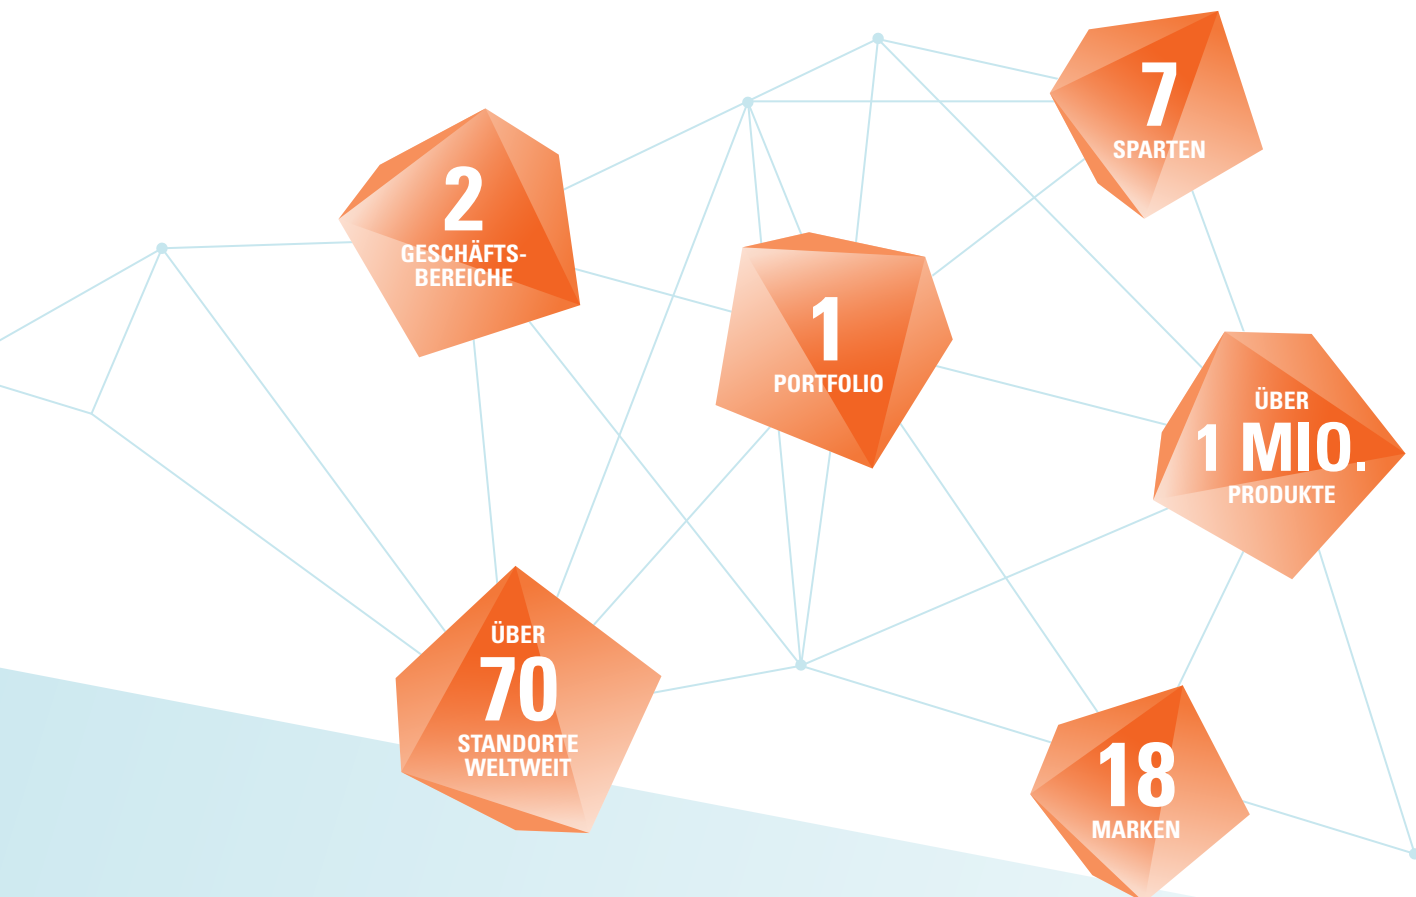 7
SPARTEN
2
GESCHÄFTS-
BEREICHE
1
PORTFOLIO
ÜBER
1 MIO.
PRODUKTE
ÜBER
70
STANDORTE
WELTWEIT
18
MARKEN